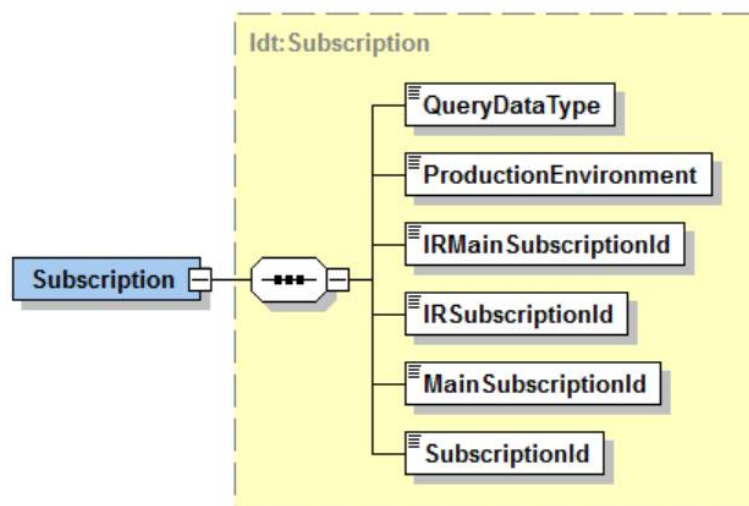 ldt:Subscription
QueryDataType
ProductionEnvironment
IRMainSubscriptionId
Subscription
IRSubscriptionId
MainSubscriptionId
SubscriptionId